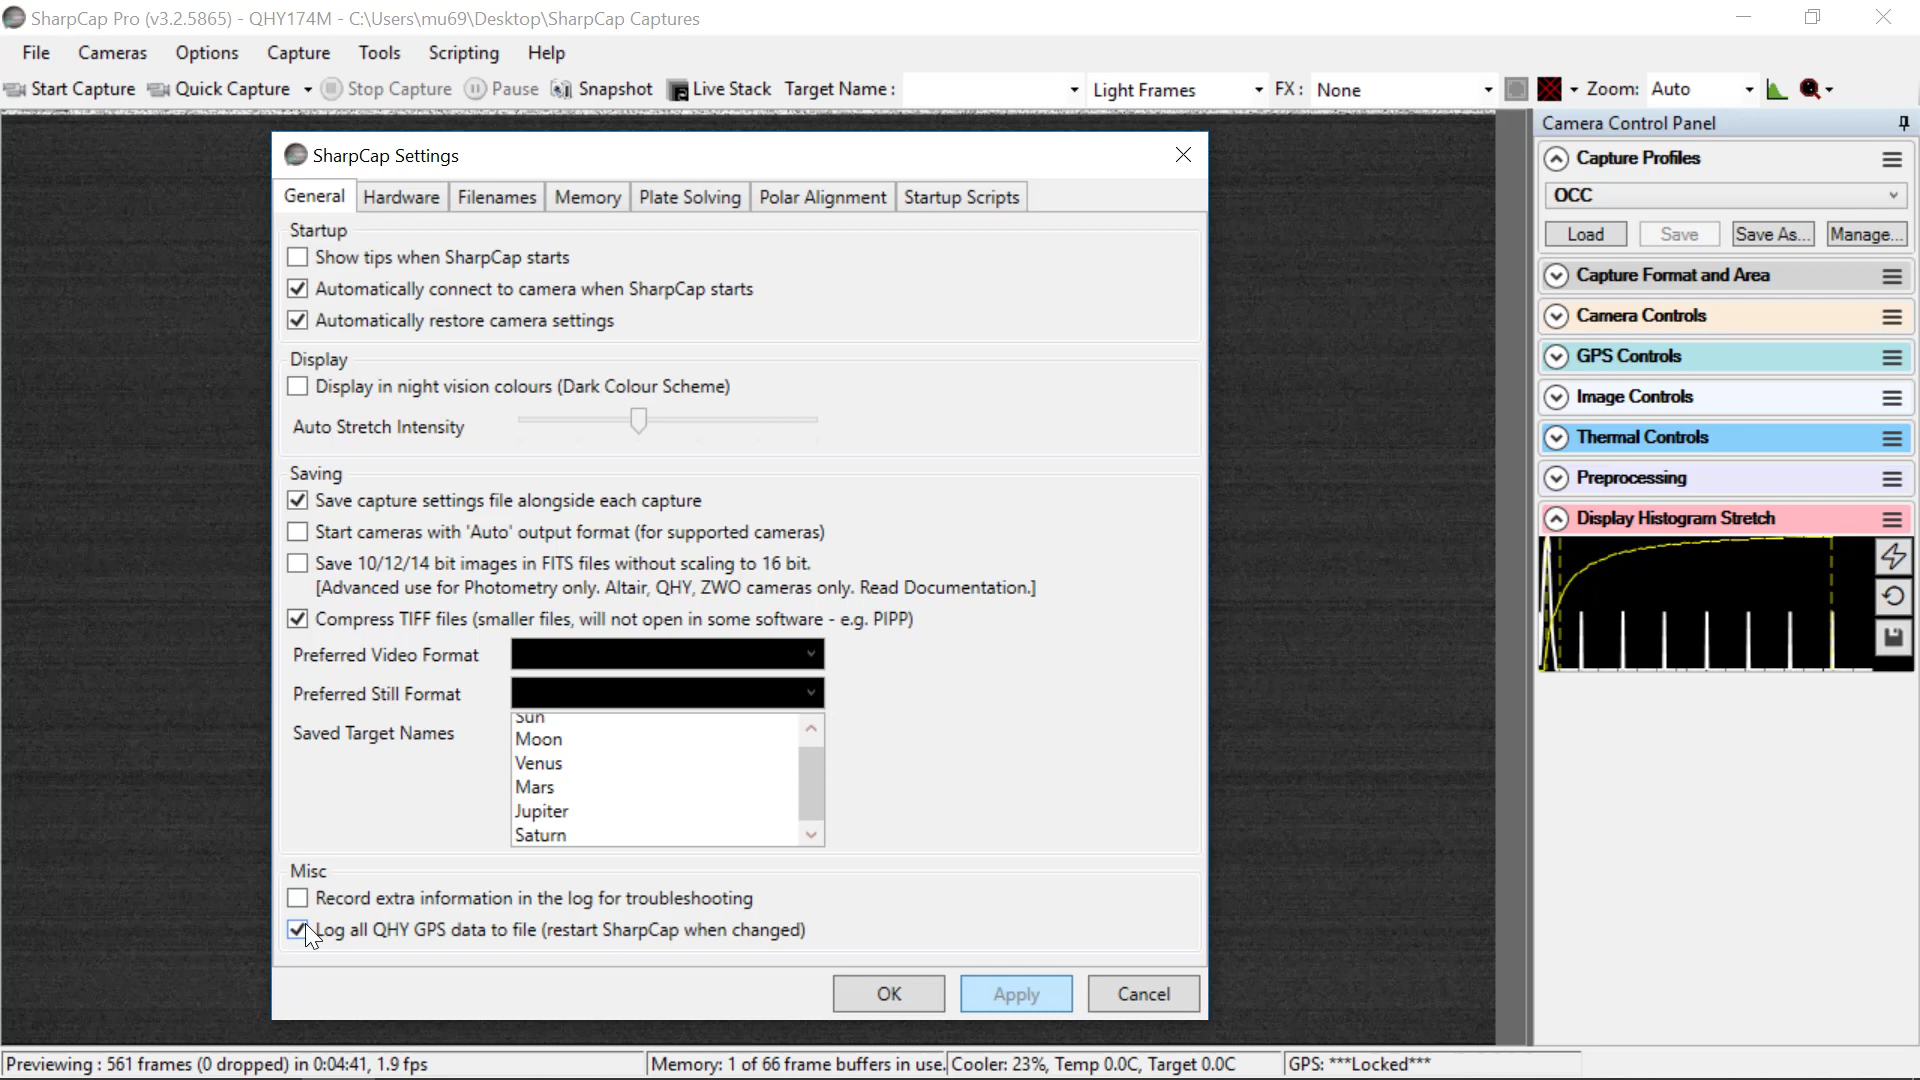 SharpCap Pro (v3.2.5865) - QHY174M - C:\Users\mu69\Desktop\SharpCap Captures
File Cameras Options Capture Tools Scripting Help
Start Capture Quick Capture Stop Capture Pause Snapshot Live Stack Target Name : Light Frames FX : None Zoom: Auto
SharpCap Settings
General Hardware Filenames Memory Plate Solving Polar Alignment Startup Scripts
Startup
Show tips when SharpCap starts
Automatically connect to camera when SharpCap starts
Automatically restore camera settings
Display
Display in night vision colours (Dark Colour Scheme)
Auto Stretch Intensity
Saving
Save capture settings file alongside each capture
Start cameras with 'Auto' output format (for supported cameras)
Save 10/12/14 bit images in FITS files without scaling to 16 bit.
[Advanced use for Photometry only. Altair, QHY, ZWO cameras only. Read Documentation.]
Compress TIFF files (smaller files, will not open in some software - e.g. PIPP)
Preferred Video Format
Preferred Still Format
Saved Target Names
Sun
Moon
Venus
Mars
Jupiter
Saturn
Misc
Record extra information in the log for troubleshooting
Log all QHY GPS data to file (restart SharpCap when changed)
OK Apply Cancel
Camera Control Panel
Capture Profiles
OCC
Load Save Save As... Manage...
Capture Format and Area
Camera Controls
GPS Controls
Image Controls
Thermal Controls
Preprocessing
Display Histogram Stretch
Previewing : 561 frames (0 dropped) in 0:04:41, 1.9 fps
Memory: 1 of 66 frame buffers in use.
Cooler: 23%, Temp 0.0C, Target 0.0C
GPS: ***Locked***